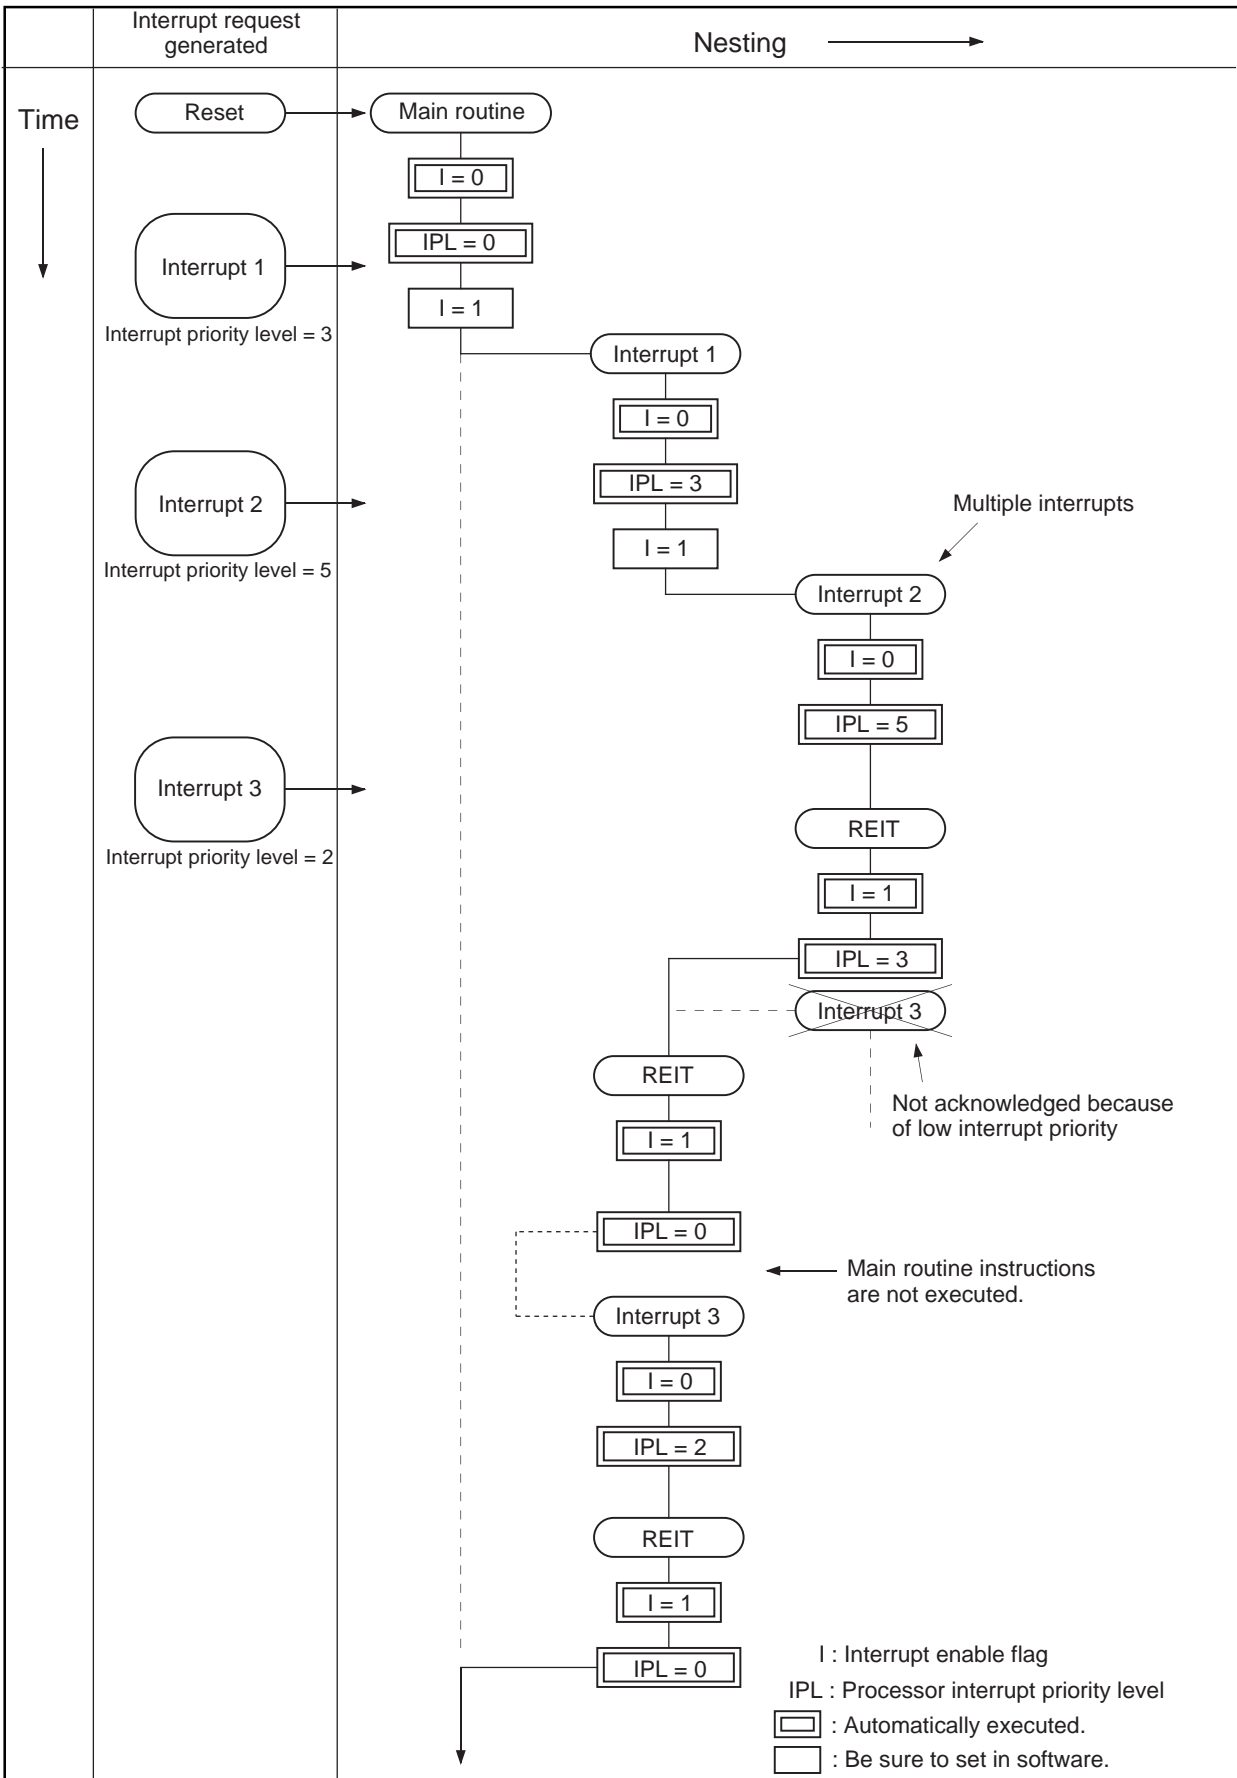 Interrupt request
generated
Nesting
Time
Reset
Main routine
I = 0
IPL = 0
Interrupt 1
I = 1
Interrupt priority level = 3
Interrupt 1
I = 0
IPL = 3
Interrupt 2
Multiple interrupts
I = 1
Interrupt priority level = 5
Interrupt 2
I = 0
IPL = 5
Interrupt 3
REIT
Interrupt priority level = 2
I = 1
IPL = 3
Interrupt 3
REIT
Not acknowledged because
of low interrupt priority
I = 1
IPL = 0
Main routine instructions
are not executed.
Interrupt 3
I = 0
IPL = 2
REIT
I = 1
IPL = 0
I : Interrupt enable flag
IPL : Processor interrupt priority level
: Automatically executed.
: Be sure to set in software.